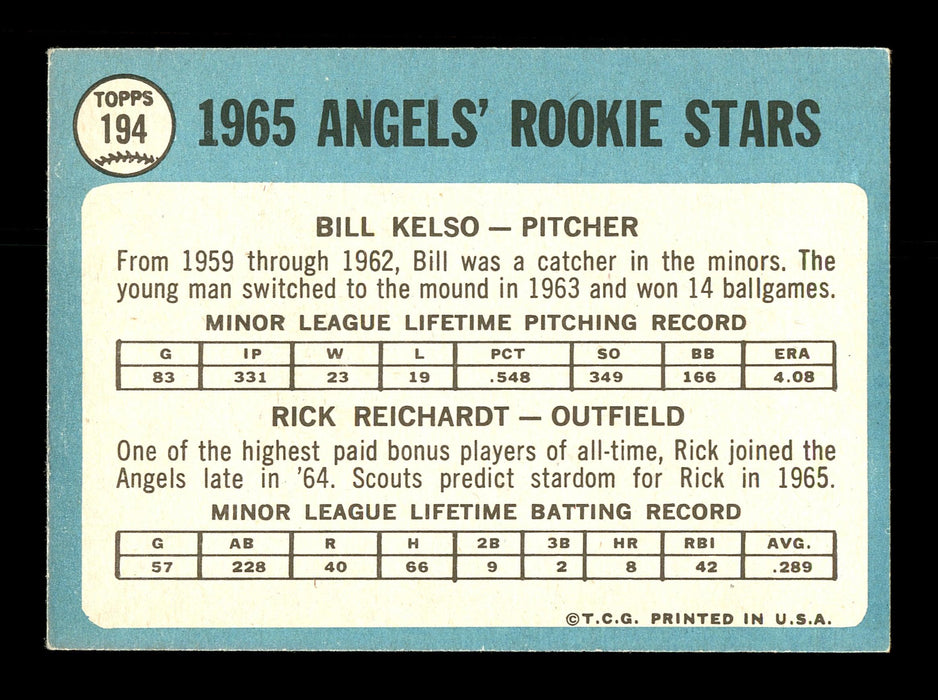 TOPPS
194
1965 ANGELS' ROOKIE STARS
BILL KELSO — PITCHER
From 1959 through 1962, Bill was a catcher in the minors. The
young man switched to the mound in 1963 and won 14 ballgames.
MINOR LEAGUE LIFETIME PITCHING RECORD
G IP W L PCT SO BB ERA
83 331 23 19 .548 349 166 4.08
RICK REICHARDT — OUTFIELD
One of the highest paid bonus players of all-time, Rick joined the
Angels late in '64. Scouts predict stardom for Rick in 1965.
MINOR LEAGUE LIFETIME BATTING RECORD
G AB R H 2B 3B HR RBI AVG.
57 228 40 66 9 2 8 42 .289
©T.C.G. PRINTED IN U.S.A.